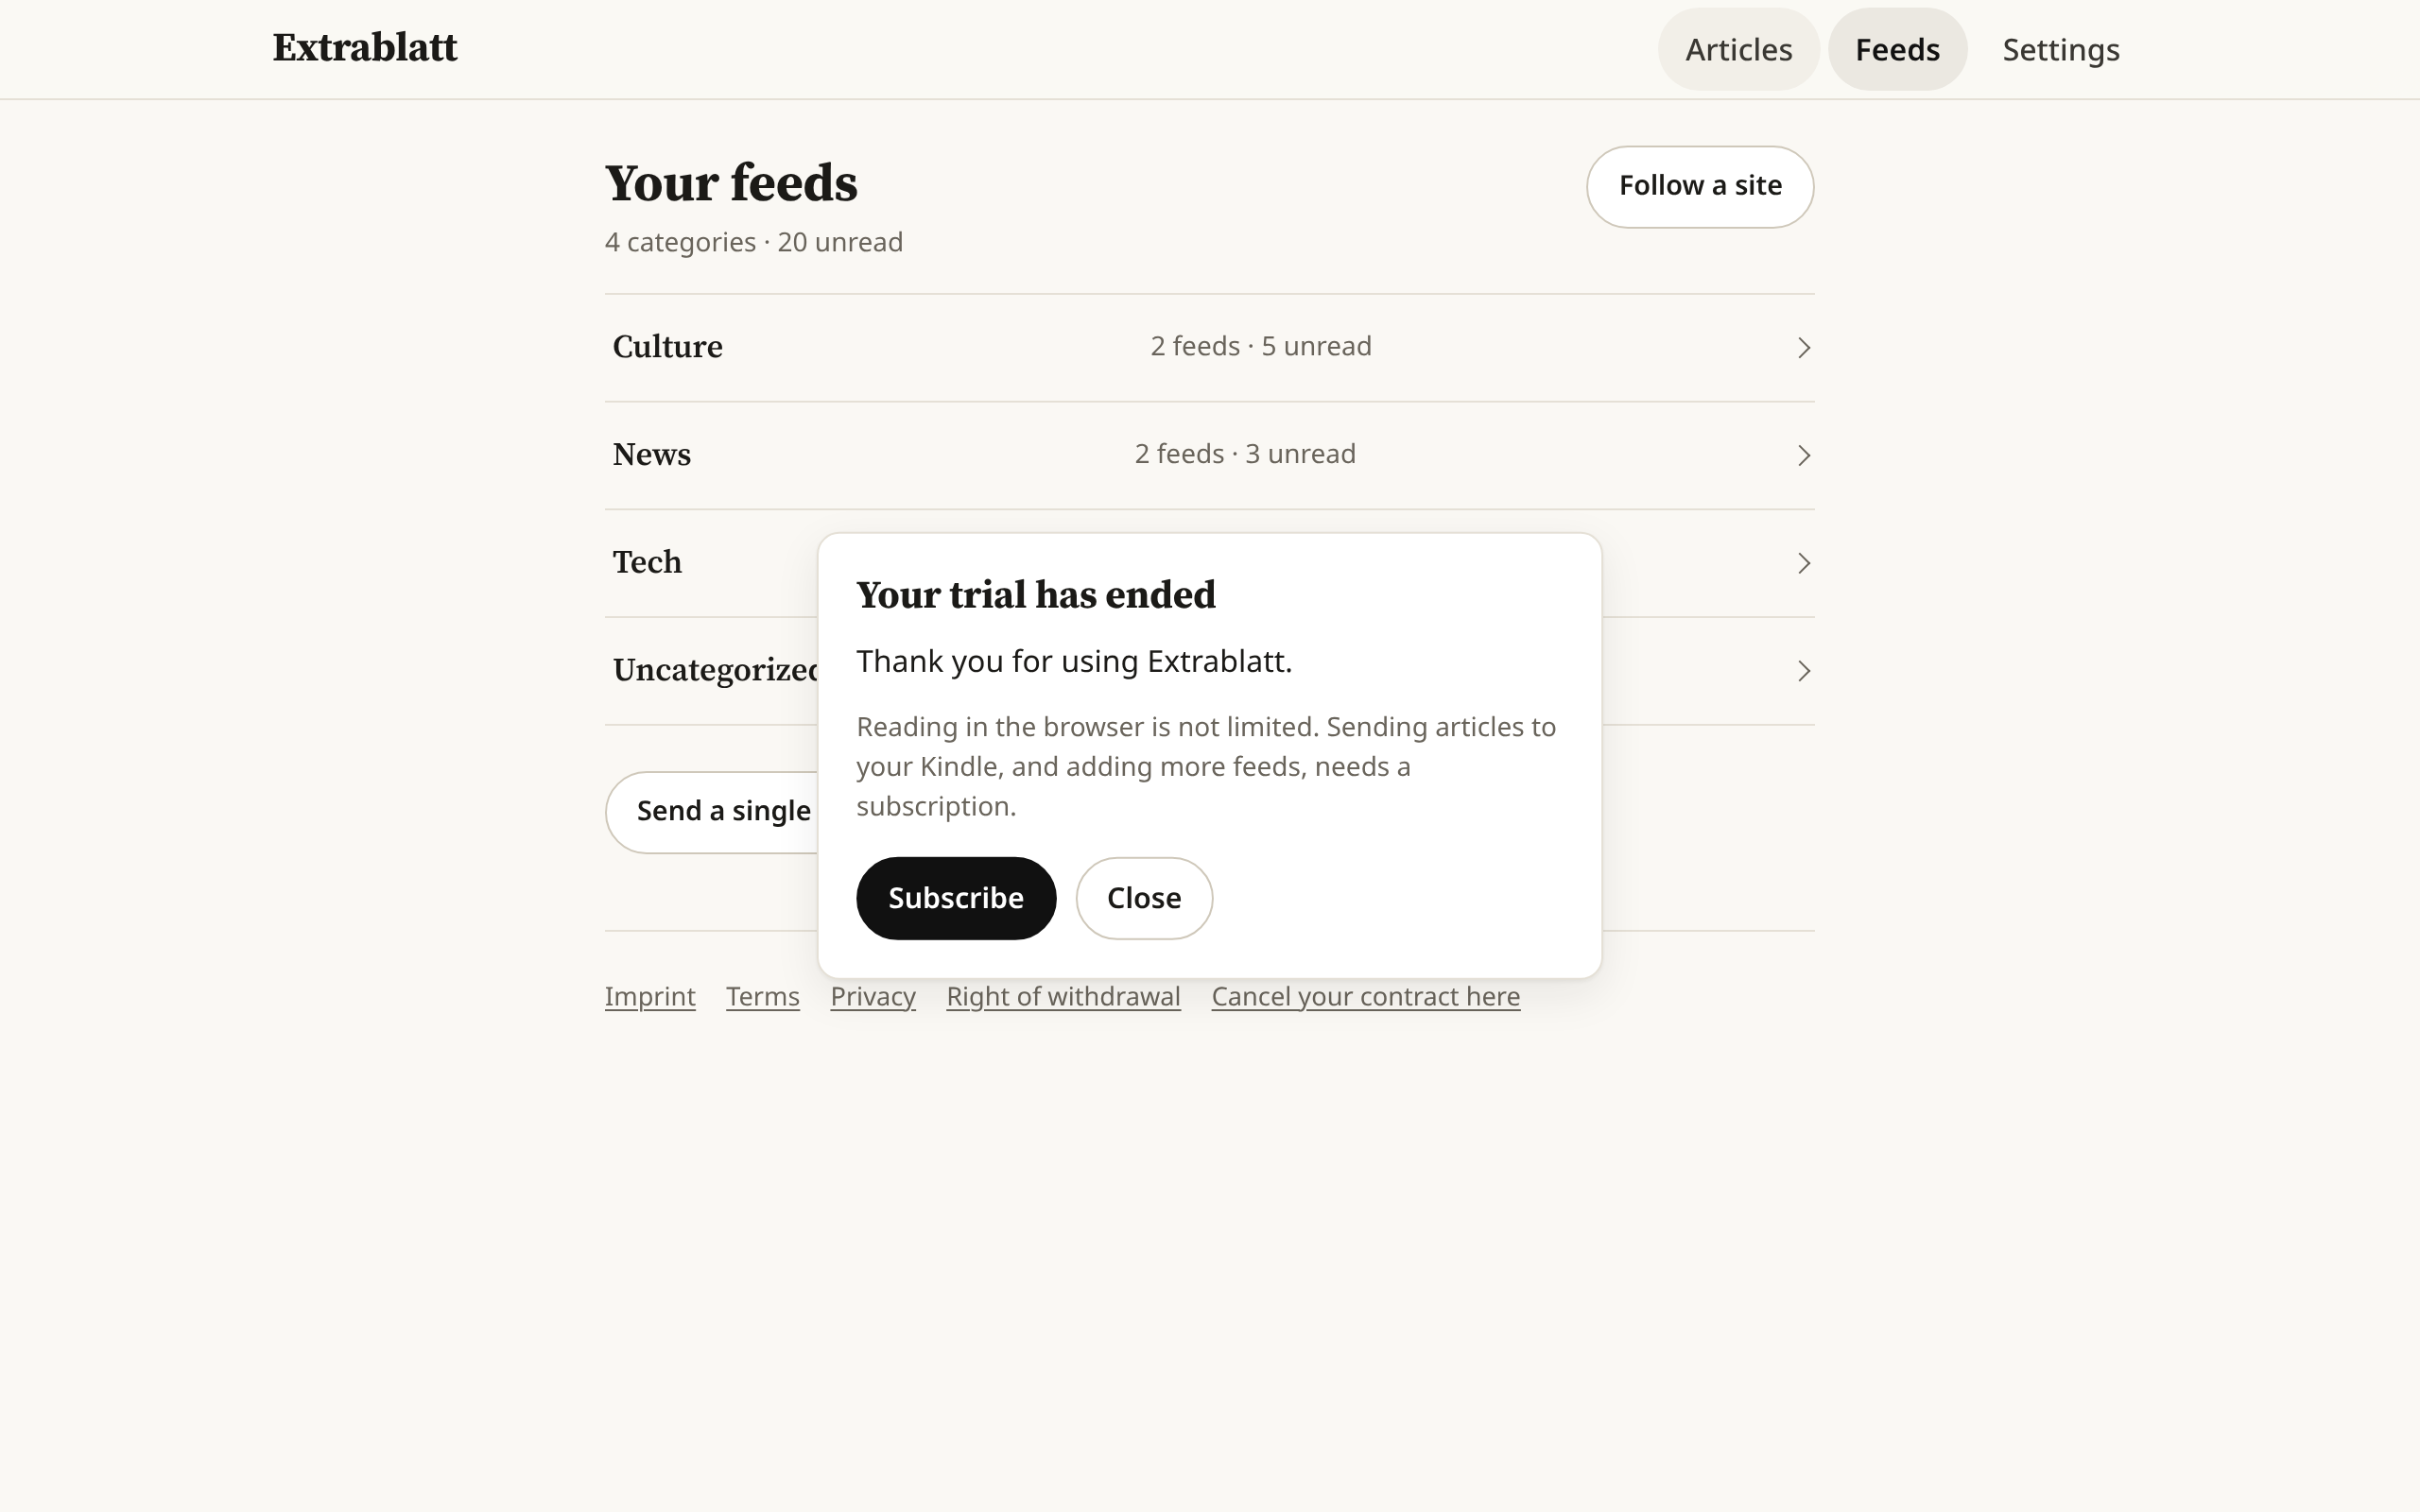 Extrablatt
Articles Feeds Settings
Your feeds
Follow a site
4 categories · 20 unread
Culture 2 feeds · 5 unread
News 2 feeds · 3 unread
Tech
Your trial has ended
Thank you for using Extrablatt.
Uncategorized
Reading in the browser is not limited. Sending articles to
your Kindle, and adding more feeds, needs a
subscription.
Send a single
Subscribe Close
Imprint Terms Privacy Right of withdrawal Cancel your contract here